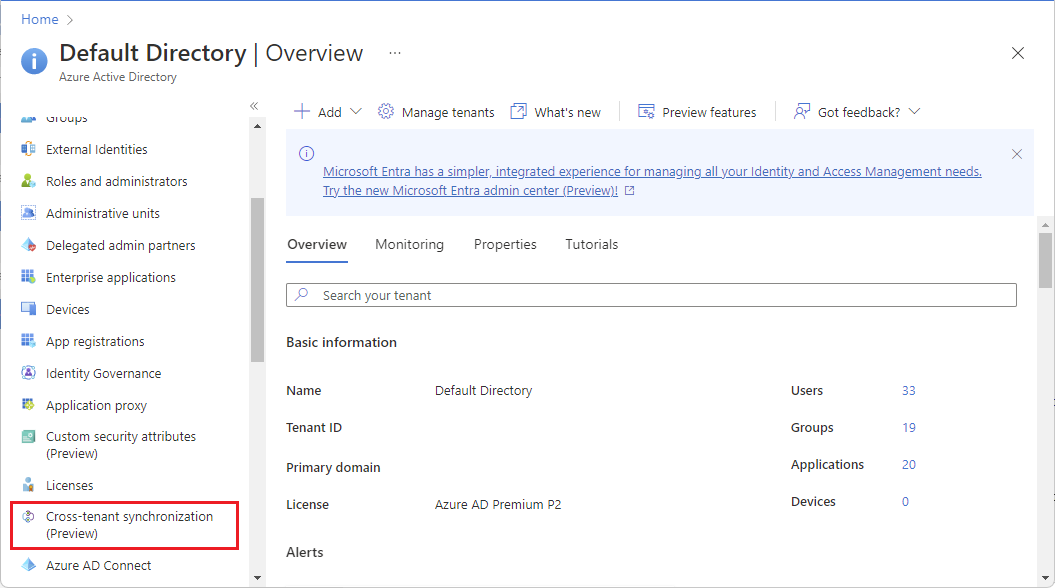 Home
Default Directory | Overview
Azure Active Directory
Groups
External Identities
Roles and administrators
Administrative units
Delegated admin partners
Enterprise applications
Devices
App registrations
Identity Governance
Application proxy
Custom security attributes
(Preview)
Licenses
Cross-tenant synchronization
(Preview)
Azure AD Connect
Add
Manage tenants
What's new
Preview features
Got feedback?
Microsoft Entra has a simpler, integrated experience for managing all your Identity and Access Management needs.
Try the new Microsoft Entra admin center (Preview)!
Overview Monitoring Properties Tutorials
Search your tenant
Basic information
Name Default Directory Users 33
Tenant ID Groups 19
Primary domain Applications 20
License Azure AD Premium P2 Devices 0
Alerts